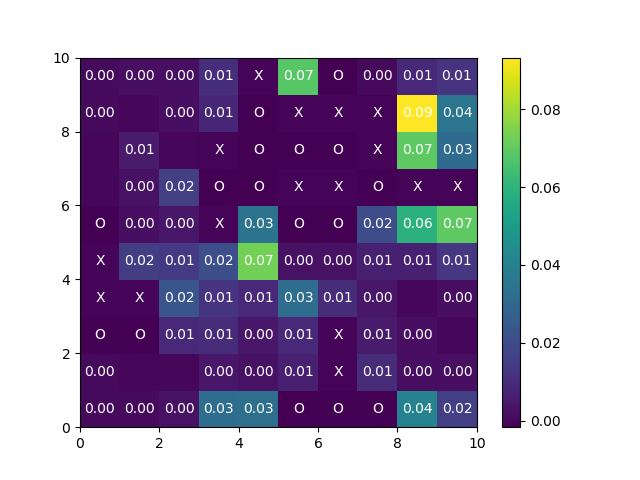 10 0.00 0.00 0.00 0.01 X 0.07 O 0.00 0.01 0.01
0.00 0.00 0.01 O X X X 0.09 0.04 0.08
8
0.01 X O O O X 0.07 0.03
0.00 0.02 O O X X O X X 0.06
6
O 0.00 0.00 X 0.03 O O 0.02 0.06 0.07
X 0.02 0.01 0.02 0.07 0.00 0.00 0.01 0.01 0.01 0.04
4
X X 0.02 0.01 0.01 0.03 0.01 0.00 0.00
O O 0.01 0.01 0.00 0.01 X 0.01 0.00 0.02
2
0.00 0.00 0.00 0.01 X 0.01 0.00 0.00
0.00 0.00 0.00 0.03 0.03 O O O 0.04 0.02 0.00
0
0 2 4 6 8 10